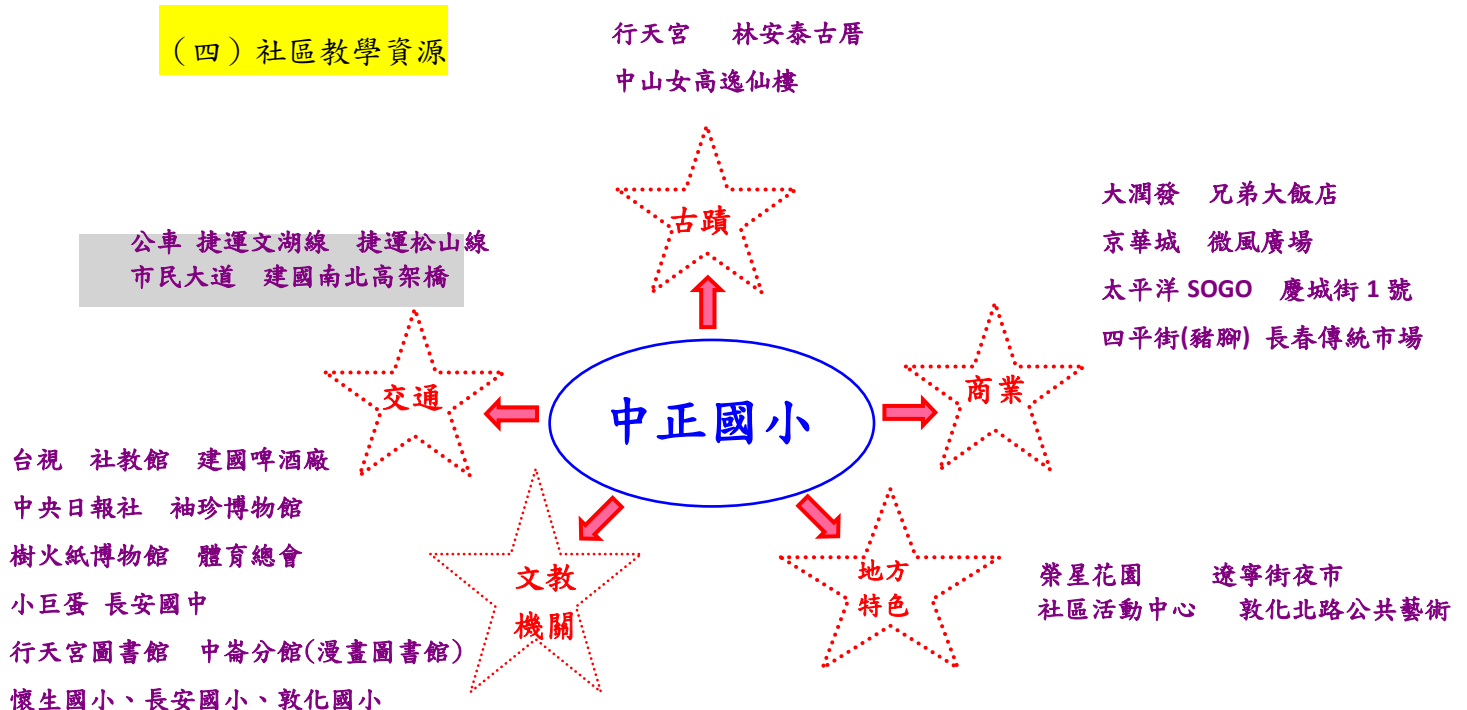 （四）社區教學資源
行天宮　林安泰古厝
中山女高逸仙樓
古蹟
大潤發　兄弟大飯店
京華城　微風廣場
太平洋 SOGO　慶城街 1 號
四平街(豬腳)  長春傳統市場
商業
公車 捷運文湖線　捷運松山線
市民大道　建國南北高架橋
交通
中正國小
台視　社教館　建國啤酒廠
中央日報社　袖珍博物館
樹火紙博物館　體育總會
小巨蛋 長安國中
行天宮圖書館　中崙分館(漫畫圖書館)
懷生國小、長安國小、敦化國小
文教
機關
地方
特色
榮星花園　　遼寧街夜市
社區活動中心　敦化北路公共藝術